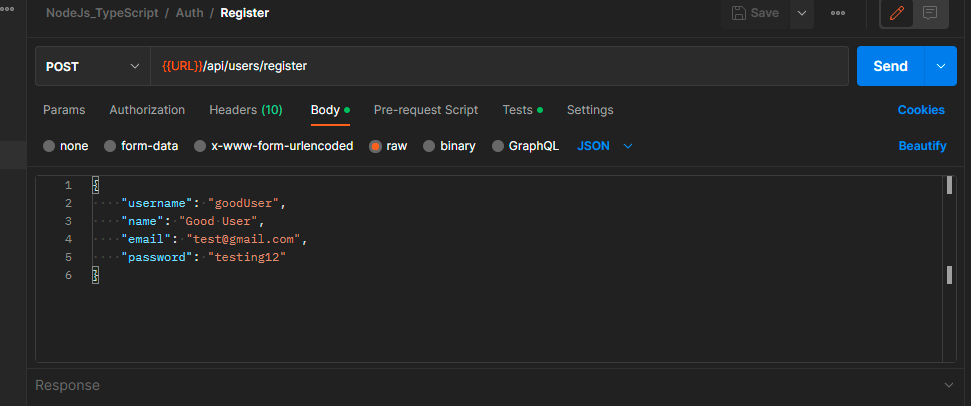 NodeJs_TypeScript / Auth / Register
Save
POST
{{URL}}/api/users/register
Send
Params Authorization Headers (10) Body Pre-request Script Tests Settings Cookies
none form-data x-www-form-urlencoded raw binary GraphQL JSON Beautify
1 {
2 "username": "goodUser",
3 "name": "Good User",
4 "email": "test@gmail.com",
5 "password": "testing12"
6 }
Response